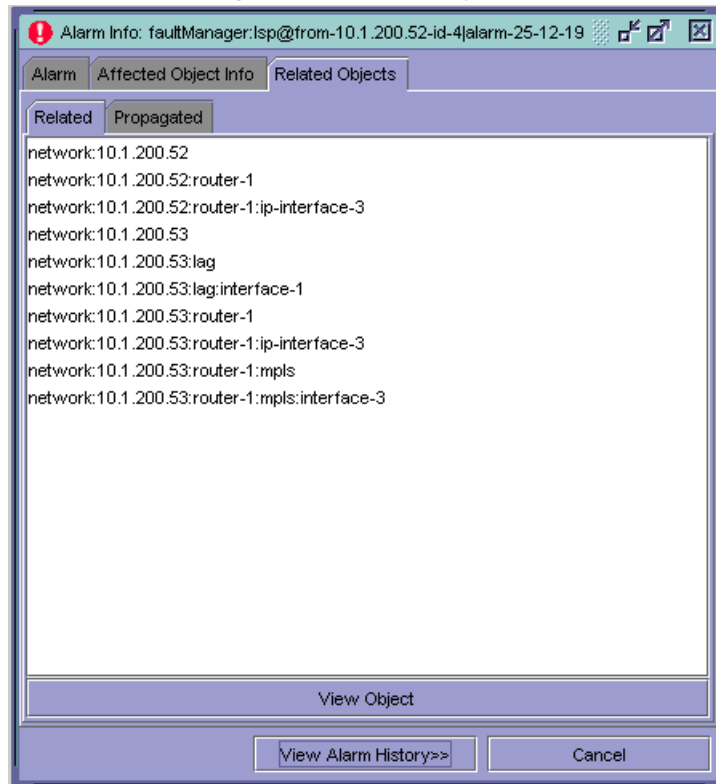 Alarm Info: faultManager:lsp@from-10.1.200.52-id-4|alarm-25-12-19
Alarm Affected Object Info Related Objects
Related Propagated
network:10.1.200.52
network:10.1.200.52:router-1
network:10.1.200.52:router-1:ip-interface-3
network:10.1.200.53
network:10.1.200.53:lag
network:10.1.200.53:lag:interface-1
network:10.1.200.53:router-1
network:10.1.200.53:router-1:ip-interface-3
network:10.1.200.53:router-1:mpls
network:10.1.200.53:router-1:mpls:interface-3
View Object
View Alarm History>> Cancel